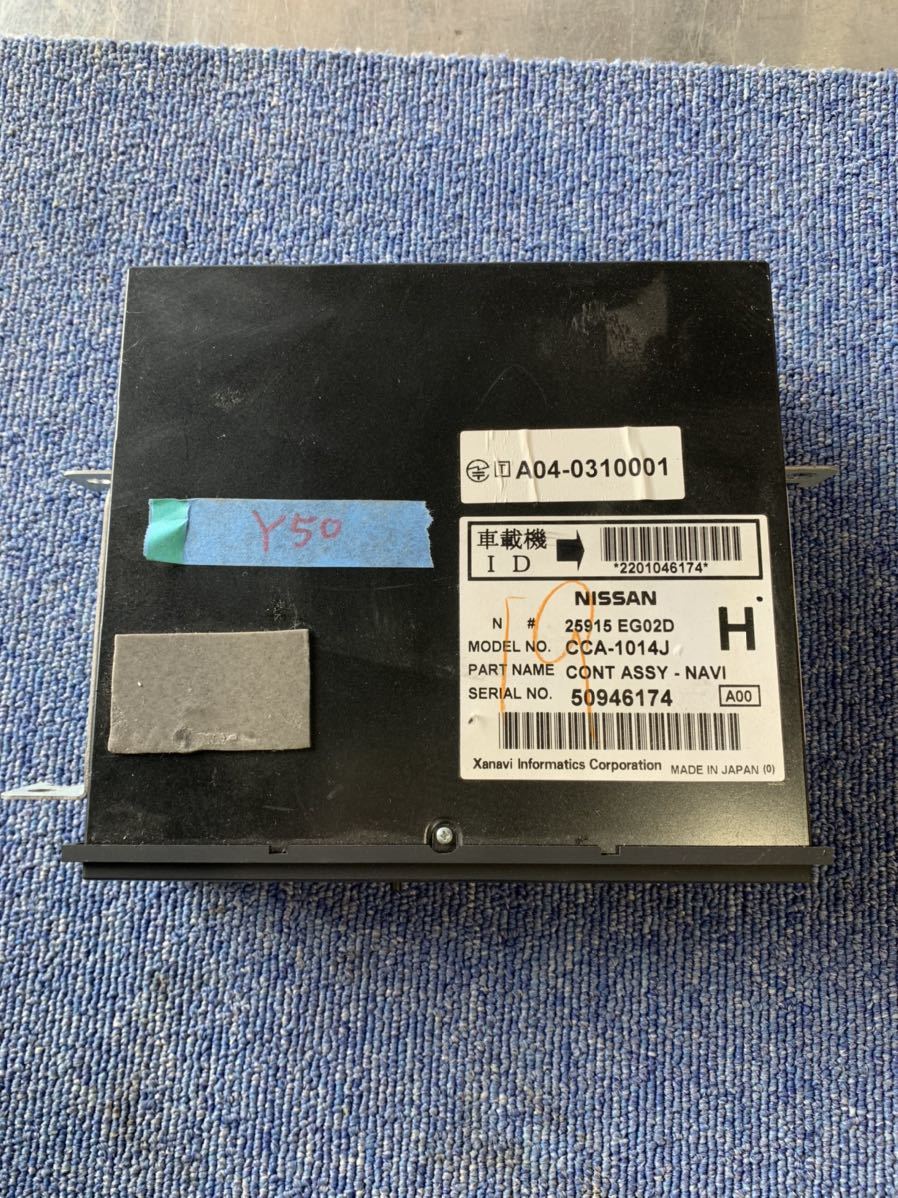 A04-0310001
Y50
車載機
ID
*2201046174*
NISSAN
N # 25915 EG02D
H
MODEL NO. CCA-1014J
PART NAME CONT ASSY - NAVI
SERIAL NO. 50946174
A00
Xanavi Informatics Corporation MADE IN JAPAN (0)